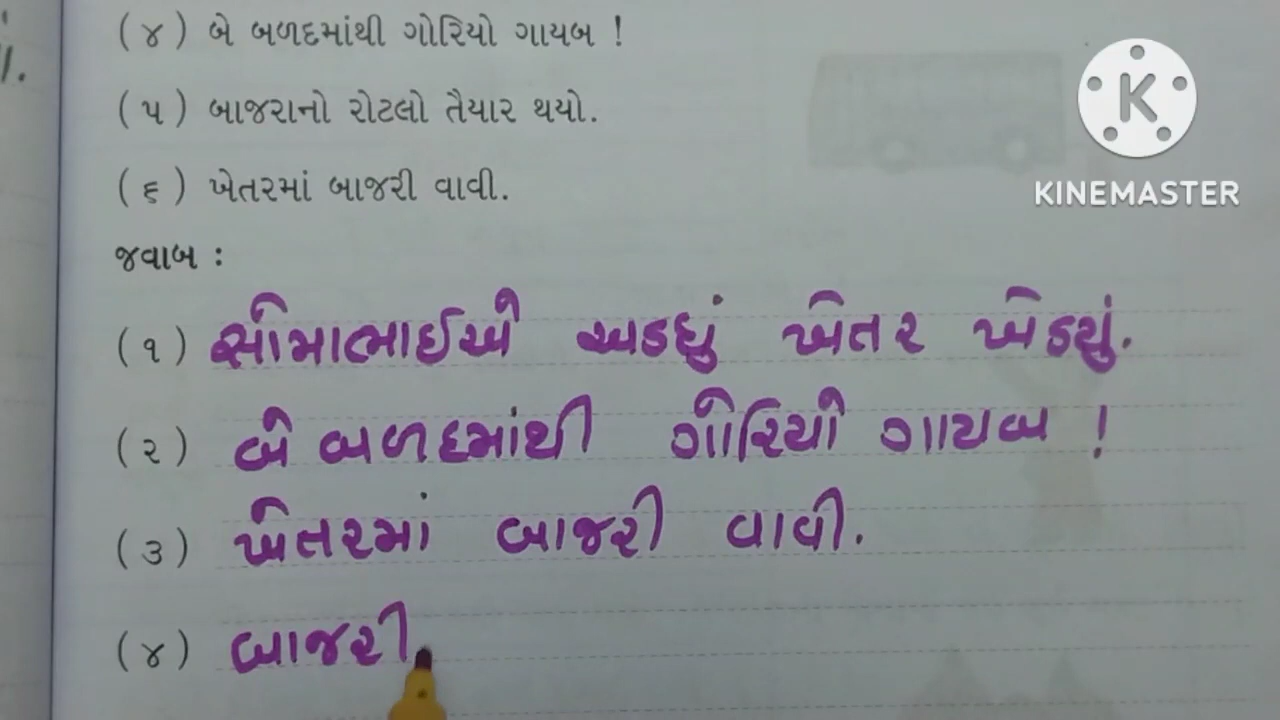 (૪) બે બળદમાંથી ગોરિયો ગાયબ !
(૫) બાજરાનો રોટલો તૈયાર થયો.
(૬) ખેતરમાં બાજરી વાવી.
જવાબ :
(૧) સોમાભાઈએ અડધું ખેતર ખેડ્યું.
(૨) બે બળદમાંથી ગોરિયો ગાયબ !
(૩) ખેતરમાં બાજરી વાવી.
(૪) બાજરી
KINEMASTER